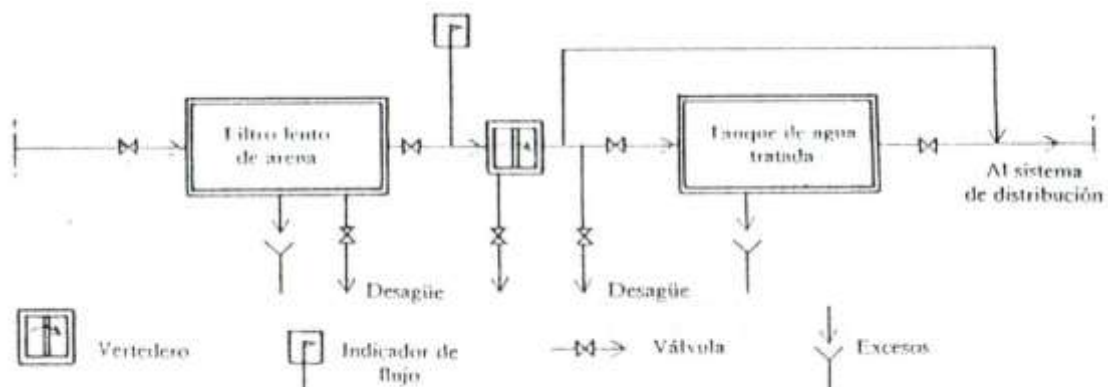 Filtro lento
de arena
Tanque de agua
tratada
Al sistema
de distribución
Desagüe
Desagüe
Vertedero
Indicador de
flujo
Válvula
Excesos